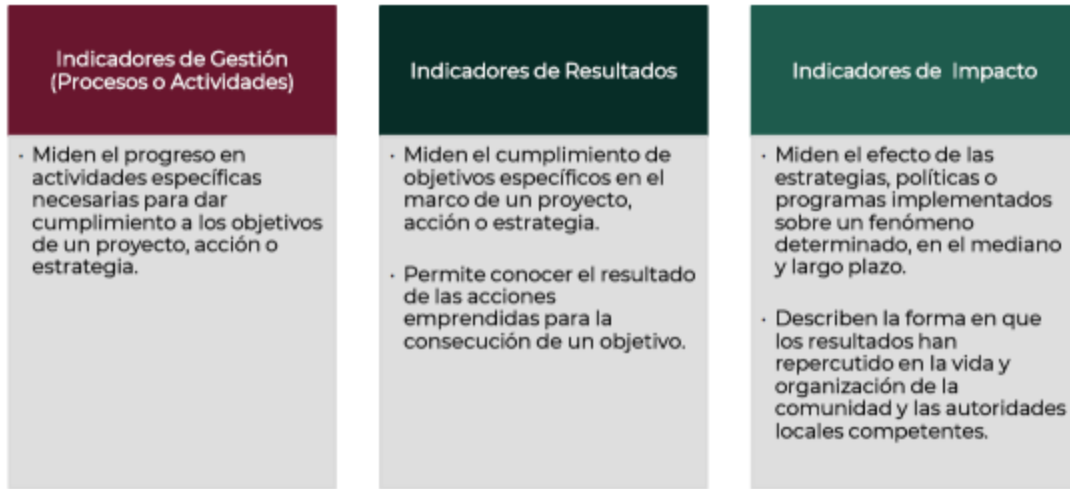 Indicadores de Gestión
(Procesos o Actividades)
· Miden el progreso en
actividades específicas
necesarias para dar
cumplimiento a los objetivos
de un proyecto, acción o
estrategia.
Indicadores de Resultados
· Miden el cumplimiento de
objetivos específicos en el
marco de un proyecto,
acción o estrategia.
· Permite conocer el resultado
de las acciones
emprendidas para la
consecución de un objetivo.
Indicadores de Impacto
· Miden el efecto de las
estrategias, políticas o
programas implementados
sobre un fenómeno
determinado, en el mediano
y largo plazo.
· Describen la forma en que
los resultados han
repercutido en la vida y
organización de la
comunidad y las autoridades
locales competentes.